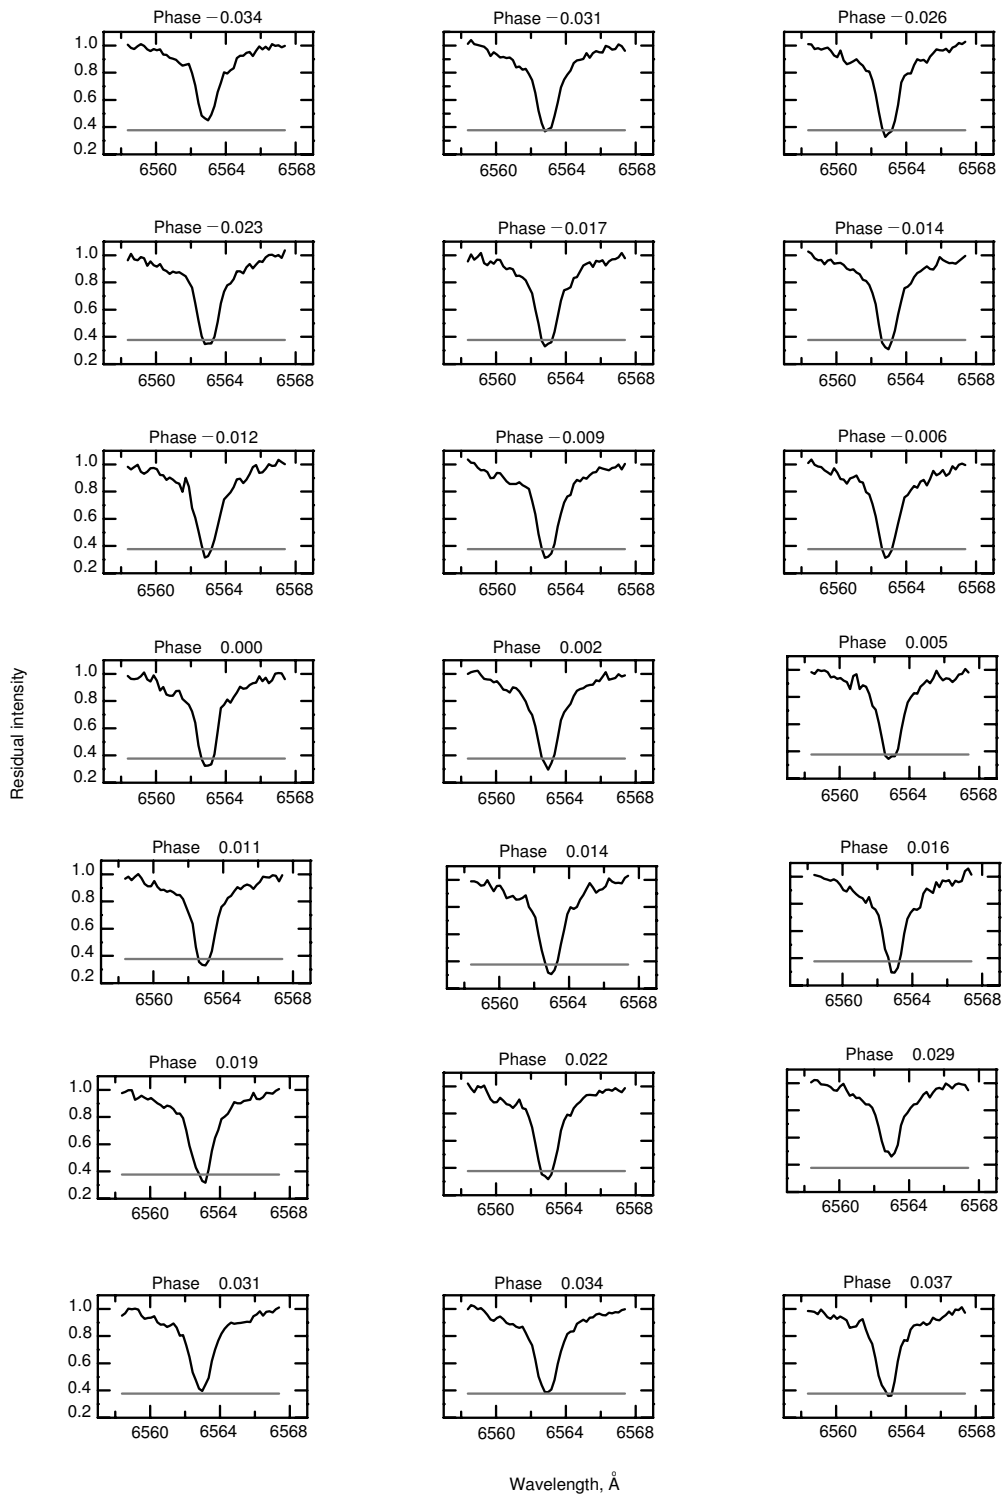 Phase −0.034
Phase −0.031
Phase −0.026
1.0
0.8
0.6
0.4
0.2
6560 6564 6568
6560 6564 6568
6560 6564 6568
Phase −0.023
Phase −0.017
Phase −0.014
1.0
0.8
0.6
0.4
0.2
6560 6564 6568
6560 6564 6568
6560 6564 6568
Phase −0.012
Phase −0.009
Phase −0.006
1.0
0.8
0.6
0.4
0.2
6560 6564 6568
6560 6564 6568
6560 6564 6568
Residual intensity
Phase 0.000
Phase 0.002
Phase 0.005
1.0
0.8
0.6
0.4
0.2
6560 6564 6568
6560 6564 6568
6560 6564 6568
Phase 0.011
Phase 0.014
Phase 0.016
1.0
0.8
0.6
0.4
0.2
6560 6564 6568
6560 6564 6568
6560 6564 6568
Phase 0.019
Phase 0.022
Phase 0.029
1.0
0.8
0.6
0.4
0.2
6560 6564 6568
6560 6564 6568
6560 6564 6568
Phase 0.031
Phase 0.034
Phase 0.037
1.0
0.8
0.6
0.4
0.2
6560 6564 6568
6560 6564 6568
6560 6564 6568
Wavelength, Å